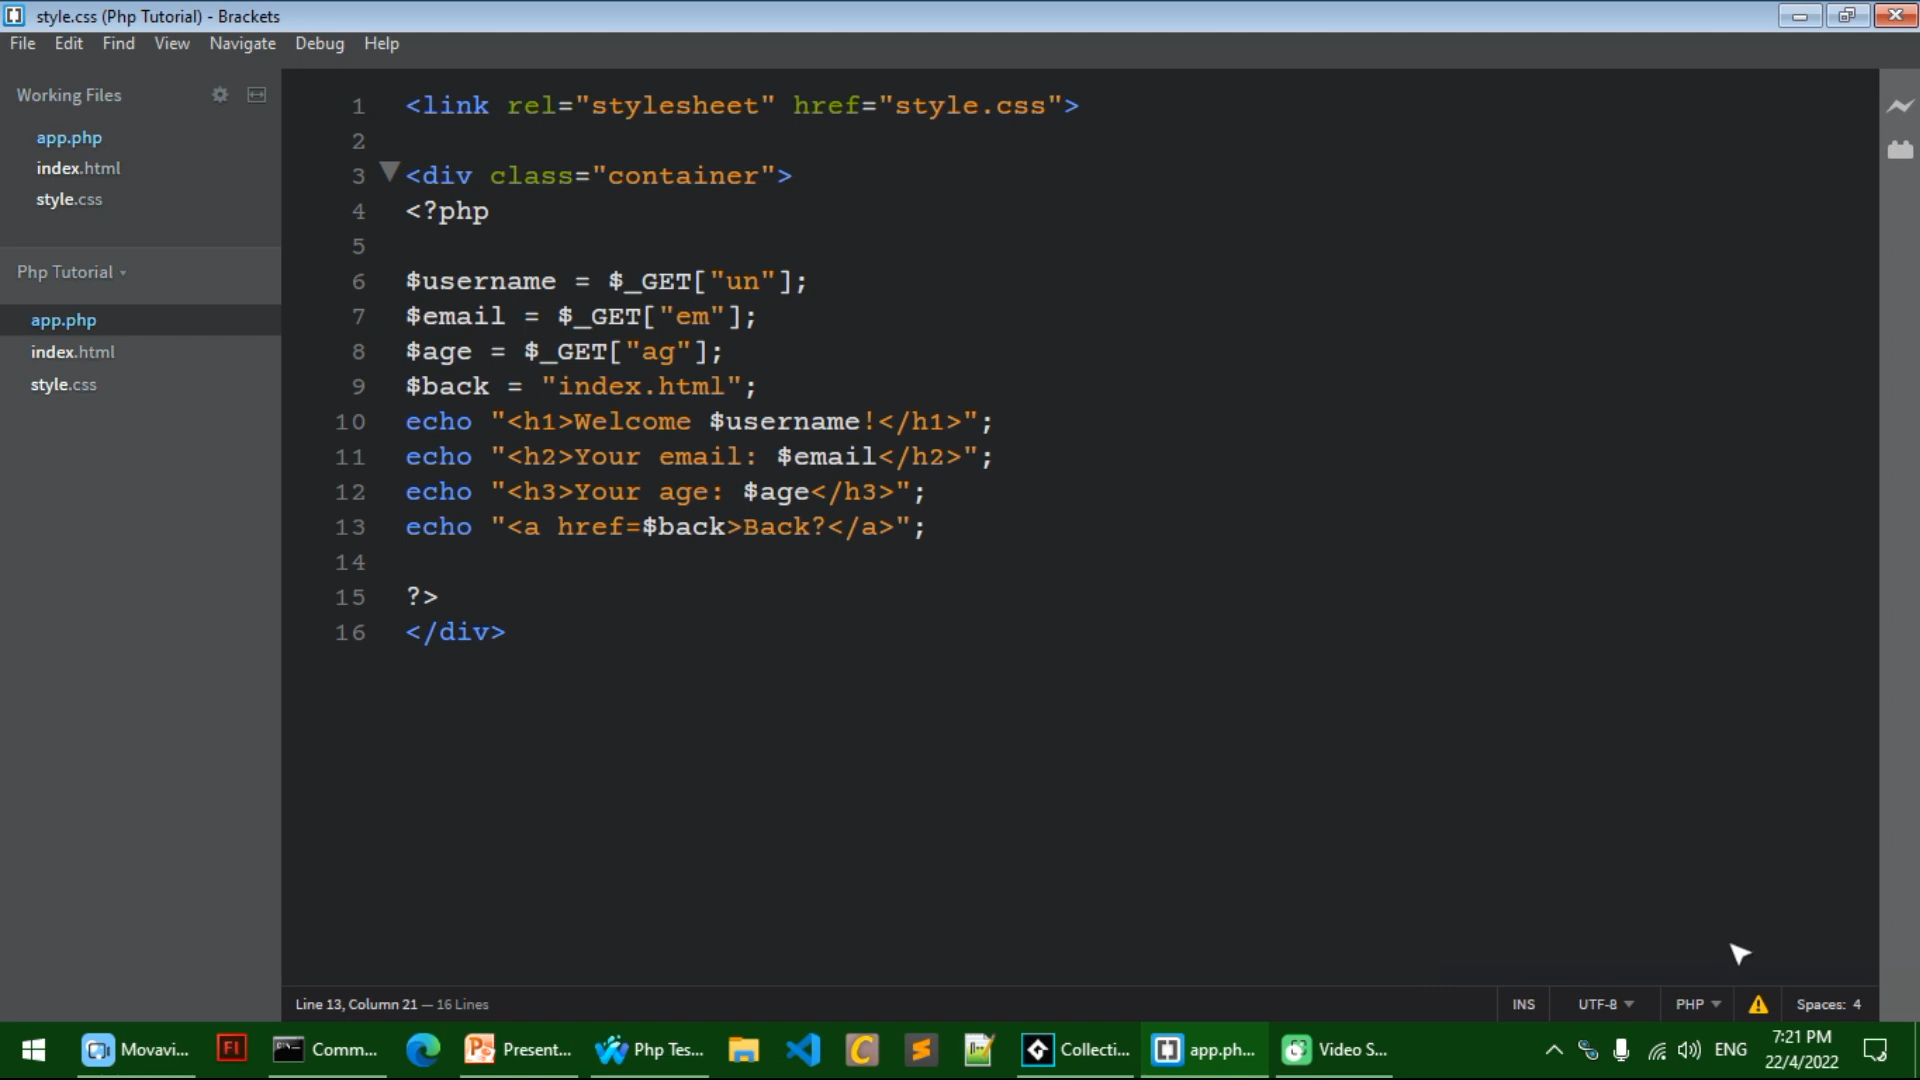 style.css (Php Tutorial) - Brackets
File Edit Find View Navigate Debug Help
Working Files
app.php
index.html
style.css
Php Tutorial
app.php
index.html
style.css
1 <link rel="stylesheet" href="style.css">
2
3 <div class="container">
4 <?php
5
6 $username = $_GET["un"];
7 $email = $_GET["em"];
8 $age = $_GET["ag"];
9 $back = "index.html";
10 echo "<h1>Welcome $username!</h1>";
11 echo "<h2>Your email: $email</h2>";
12 echo "<h3>Your age: $age</h3>";
13 echo "<a href=$back>Back?</a>";
14
15 ?>
16 </div>
Line 13, Column 21 — 16 Lines
INS UTF-8 PHP Spaces: 4
Movavi... Fl Comm... Present... Php Tes... Collecti... app.ph... Video S... ENG 7:21 PM
22/4/2022